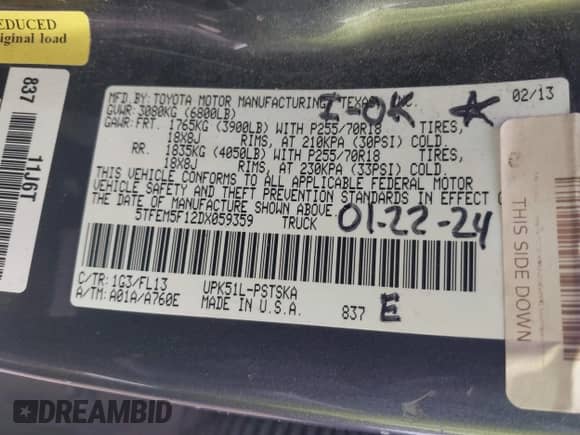 EDUCED
iginal load
837 11J6T
MFD.BY: TOYOTA MOTOR MANUFACTURING, TEXAS, C. 02/13
I-OK
GVWR: 3080KG (6800LB)
GAWR: FRT. 1765KG (3900LB) WITH P255/70R18 TIRES,
18X8J RIMS, AT 210KPA (30PSI) COLD.
RR. 1835KG (4050LB) WITH P255/70R18 TIRES,
18X8J RIMS, AT 230KPA (33PSI) COLD.
THIS VEHICLE CONFORMS TO ALL APPLICABLE FEDERAL MOTOR
VEHICLE SAFETY AND THEFT PREVENTION STANDARDS IN EFFECT O
THE DATE OF MANUFACTURE SHOWN ABOVE.
5TFEM5F12DX059359 TRUCK
01-22-24
C/TR: 1G3/FL13 UPK51L-PSTSKA
A/TM: A01A/A760E MADE IN U.S.A. 837 E
THIS SIDE DOWN
DREAMBID